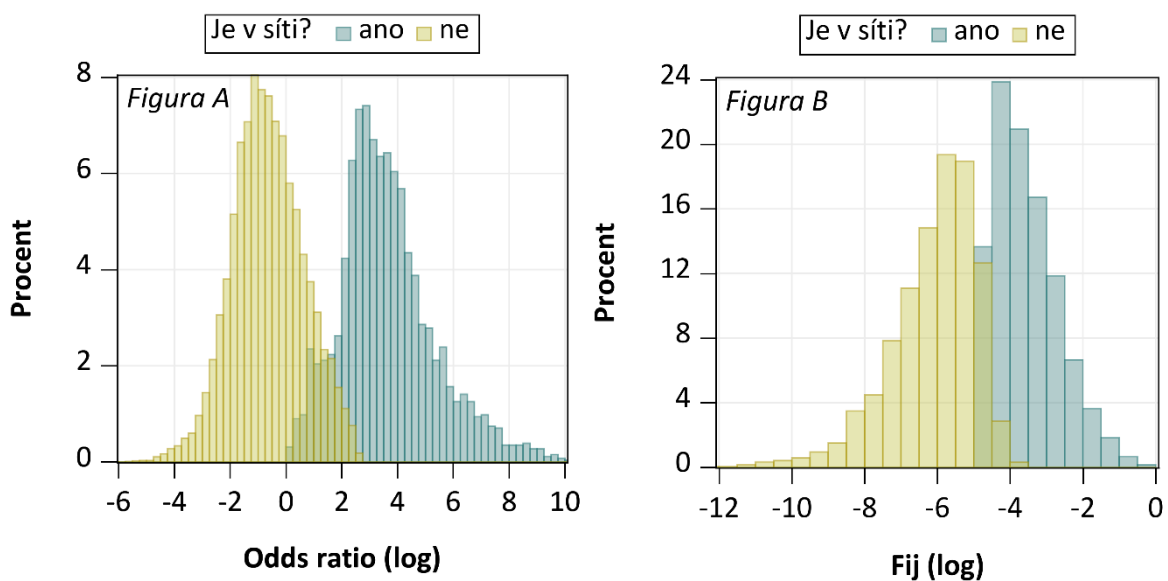 Je v síti? ano ne
Figura A
8
6
4
2
0
Procent
-6 -4 -2 0 2 4 6 8 10
Odds ratio (log)
Je v síti? ano ne
Figura B
24
20
16
12
8
4
0
Procent
-12 -10 -8 -6 -4 -2 0
Fij (log)